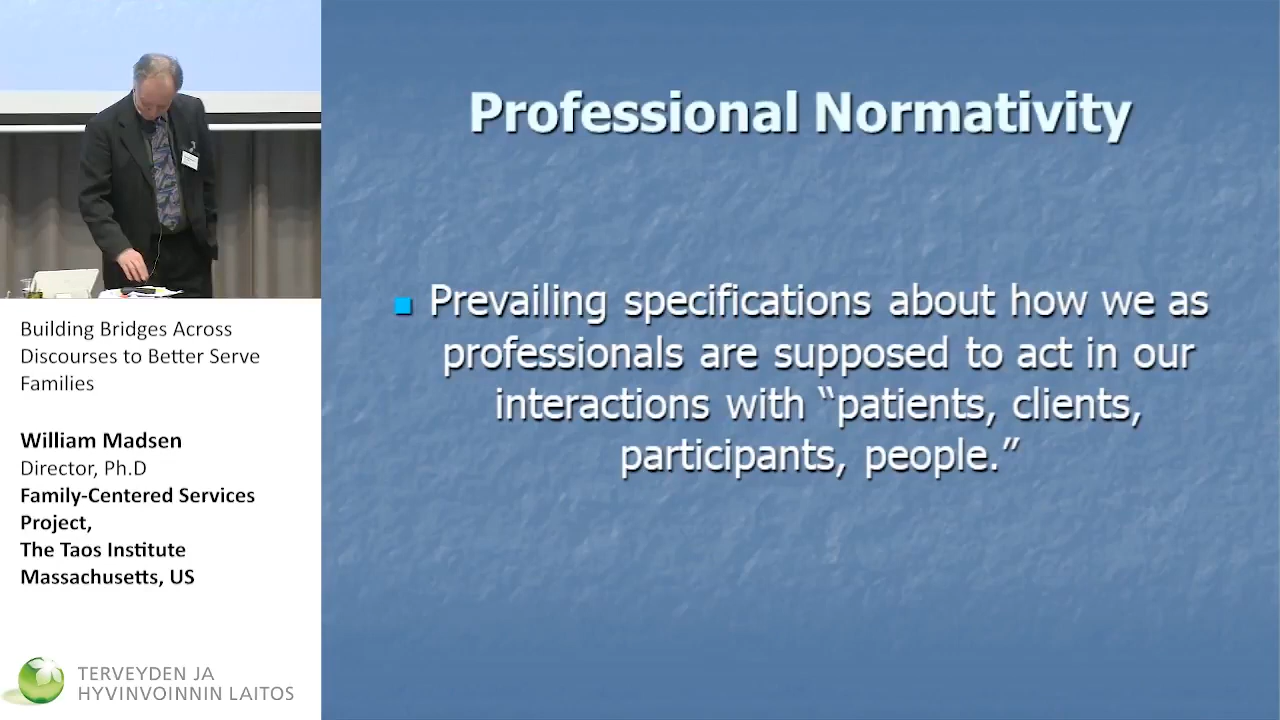 Professional Normativity
Prevailing specifications about how we as
professionals are supposed to act in our
interactions with “patients, clients,
participants, people.”
Building Bridges Across
Discourses to Better Serve
Families
William Madsen
Director, Ph.D
Family-Centered Services
Project,
The Taos Institute
Massachusetts, US
TERVEYDEN JA
HYVINVOINNIN LAITOS